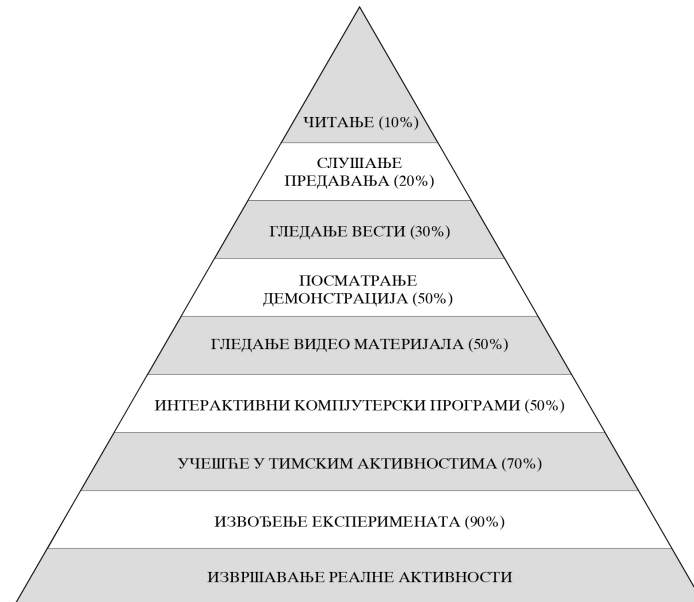 ЧИТАЊЕ (10%)
СЛУШАЊЕ
ПРЕДАВАЊА (20%)
ГЛЕДАЊЕ ВЕСТИ (30%)
ПОСМАТРАЊЕ
ДЕМОНСТРАЦИЈА (50%)
ГЛЕДАЊЕ ВИДЕО МАТЕРИЈАЛА (50%)
ИНТЕРАКТИВНИ КОМПЈУТЕРСКИ ПРОГРАМИ (50%)
УЧЕШЋЕ У ТИМСКИМ АКТИВНОСТИМА (70%)
ИЗВОЂЕЊЕ ЕКСПЕРИМЕНАТА (90%)
ИЗВРШАВАЊЕ РЕАЛНЕ АКТИВНОСТИ